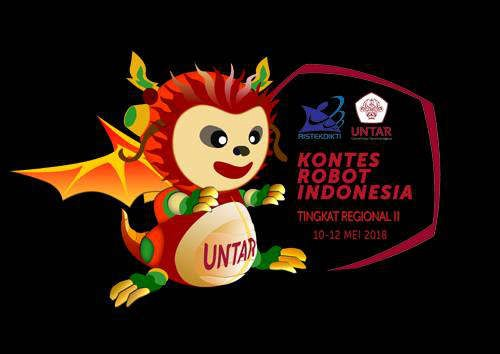 RISTEKDIKTI
UNTAR
KONTES
ROBOT
INDONESIA
TINGKAT REGIONAL II
10-12 MEI 2018
UNTAR